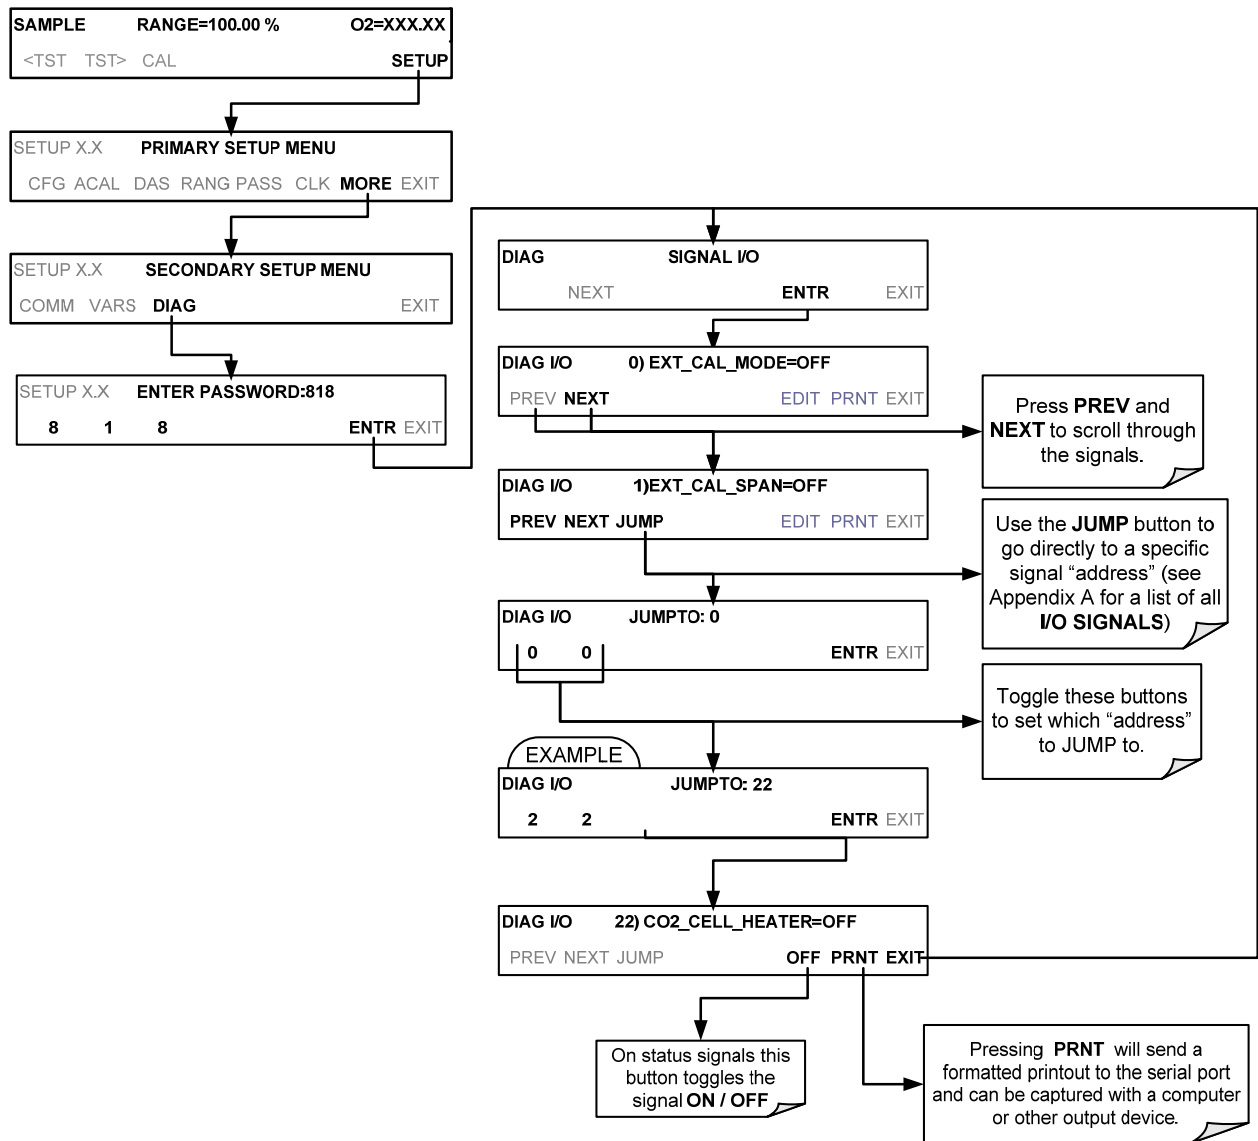 SAMPLE RANGE=100.00 % O2=XXX.XX
<TST TST> CAL SETUP
SETUP X.X PRIMARY SETUP MENU
CFG ACAL DAS RANG PASS CLK MORE EXIT
SETUP X.X SECONDARY SETUP MENU
COMM VARS DIAG EXIT
SETUP X.X ENTER PASSWORD:818
8 1 8 ENTR EXIT
DIAG SIGNAL I/O
NEXT ENTR EXIT
DIAG I/O 0) EXT_CAL_MODE=OFF
PREV NEXT EDIT PRNT EXIT
Press PREV and
NEXT to scroll through
the signals.
DIAG I/O 1)EXT_CAL_SPAN=OFF
PREV NEXT JUMP EDIT PRNT EXIT
Use the JUMP button to
go directly to a specific
signal “address” (see
Appendix A for a list of all
I/O SIGNALS)
DIAG I/O JUMPTO: 0
0 0 ENTR EXIT
Toggle these buttons
to set which “address”
to JUMP to.
EXAMPLE
DIAG I/O JUMPTO: 22
2 2 ENTR EXIT
DIAG I/O 22) CO2_CELL_HEATER=OFF
PREV NEXT JUMP OFF PRNT EXIT
On status signals this
button toggles the
signal ON / OFF
Pressing PRNT will send a
formatted printout to the serial port
and can be captured with a computer
or other output device.